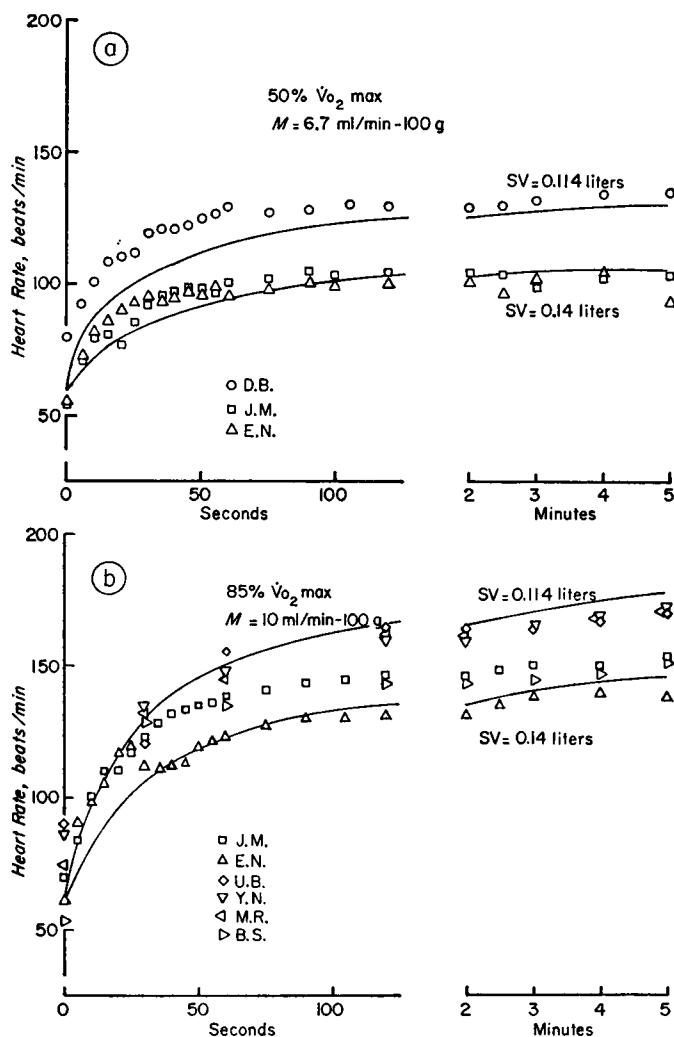 200
a
50% V̇o₂ max
M = 6.7 ml/min-100 g
150
SV = 0.114 liters
Heart Rate, beats/min
100
SV = 0.14 liters
D.B.
J.M.
50
E.N.
0 50 100 2 3 4 5
Seconds Minutes
200
b
85% V̇o₂ max
SV = 0.114 liters
M = 10 ml/min-100 g
150
Heart Rate, beats/min
SV = 0.14 liters
100
J.M.
E.N.
U.B.
Y.N.
50
M.R.
B.S.
0 50 100 2 3 4 5
Seconds Minutes